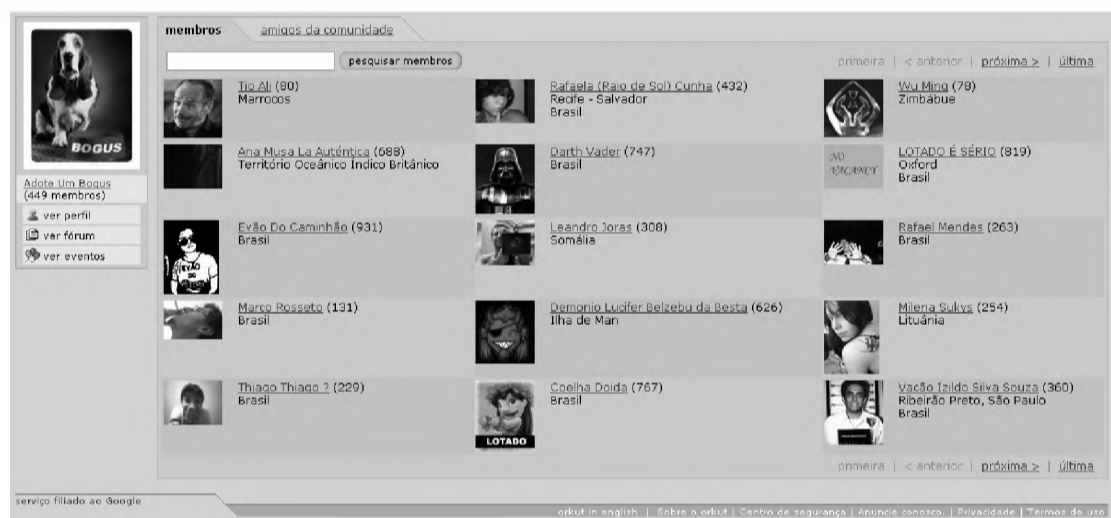 membros
amigos da comunidade
pesquisar membros
primeira | < anterior | próxima > | última
BOGUS
Adote Um Bogus
(449 membros)
ver perfil
ver fórum
ver eventos
Tio Ali (80)
Marrocos
Rafaela (Raio de Sol) Cunha (432)
Recife - Salvador
Brasil
Wu Ming (78)
Zimbábue
Ana Musa La Auténtica (688)
Território Oceânico Índico Britânico
Darth Vader (747)
Brasil
NO
VACANCY
LOTADO É SÉRIO (819)
Oxford
Brasil
EVÃO
DO
Evão Do Caminhão (931)
Brasil
Leandro Joras (308)
Somália
Rafael Mendes (263)
Brasil
Marco Rosseto (131)
Brasil
Demonio Lucifer Belzebu da Besta (626)
Ilha de Man
Milena Sukys (254)
Lituânia
Thiago Thiago ? (229)
Brasil
LOTADO
Coelha Doida (767)
Brasil
Vacão Izildo Silva Souza (360)
Ribeirão Preto, São Paulo
Brasil
primeira | < anterior | próxima > | última
serviço filiado ao Google
orkut in english | Sobre o orkut | Centro de segurança | Anuncie conosco. | Privacidade | Termos de uso